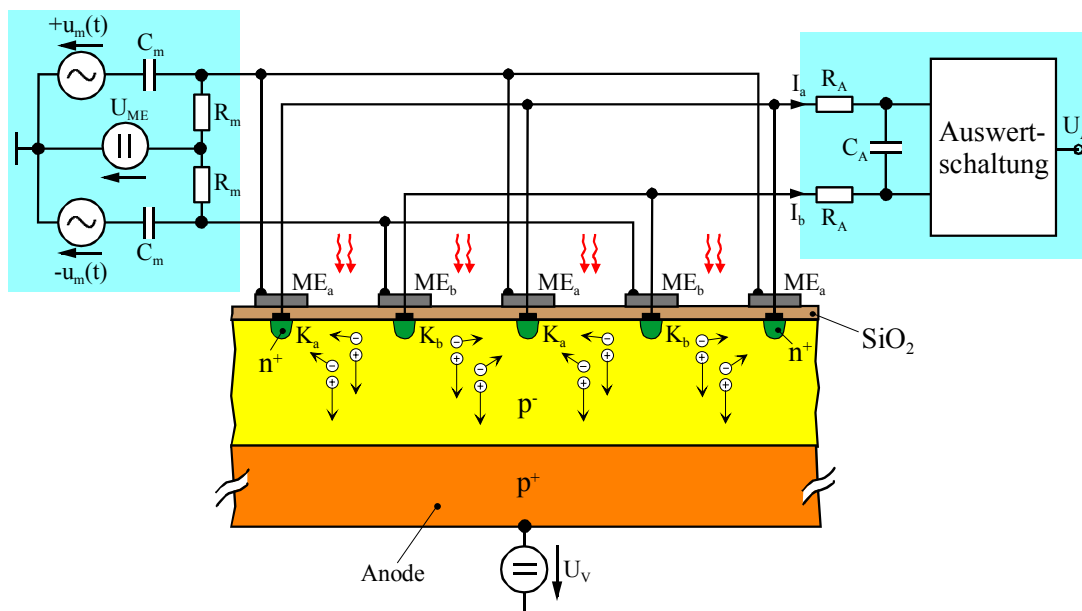 +u_m(t)
C_m
R_m
U_ME
R_m
C_m
-u_m(t)
I_a
R_A
C_A
I_b
R_A
Auswert-
schaltung
ME_a
ME_b
ME_a
ME_b
ME_a
SiO₂
n⁺
K_a
K_b
K_a
K_b
n⁺
p⁻
p⁺
Anode
U_V